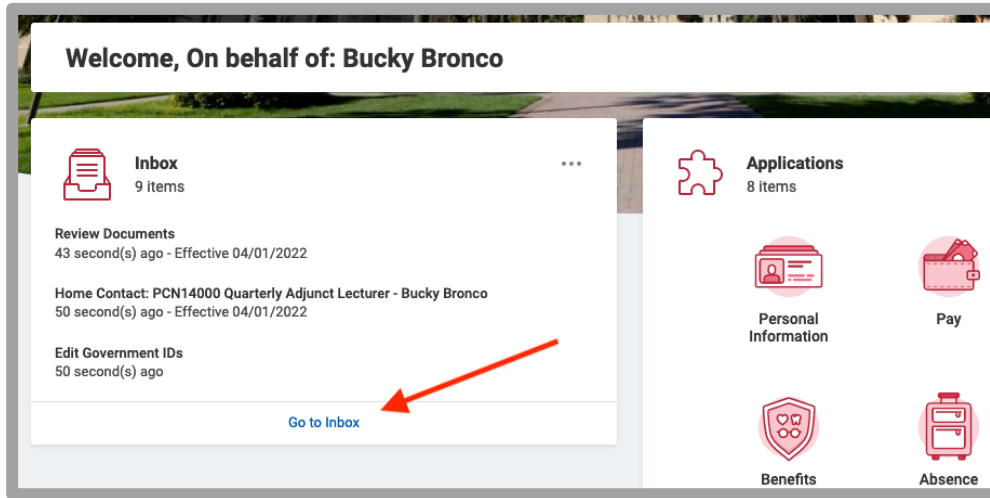 Welcome, On behalf of: Bucky Bronco
Inbox
9 items
Review Documents
43 second(s) ago - Effective 04/01/2022
Home Contact: PCN14000 Quarterly Adjunct Lecturer - Bucky Bronco
50 second(s) ago - Effective 04/01/2022
Edit Government IDs
50 second(s) ago
Go to Inbox
Applications
8 items
Personal
Information
Pay
Benefits
Absence